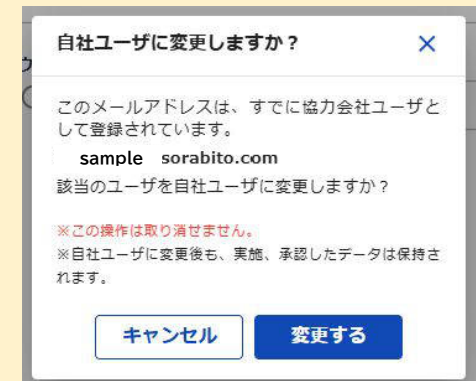 自社ユーザに変更しますか？
このメールアドレスは、すでに協力会社ユーザと
して登録されています。
sample sorabito.com
該当のユーザを自社ユーザに変更しますか？
※この操作は取り消せません。
※自社ユーザに変更後も、実施、承認したデータは保持さ
れます。
キャンセル 変更する